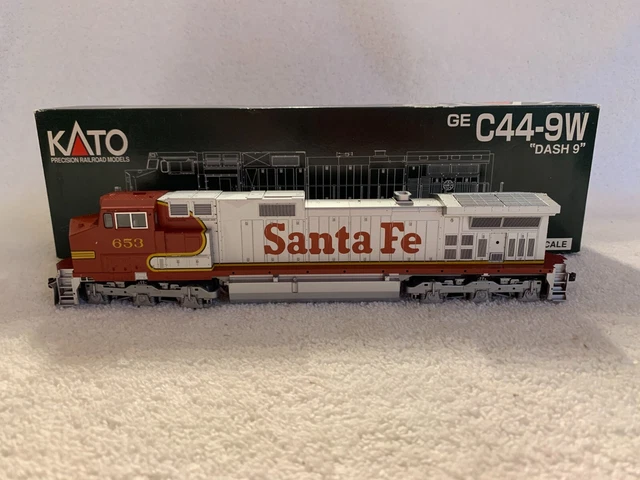 KATO
PRECISION RAILROAD MODELS
GE C44-9W
"DASH 9"
653
Santa Fe
SCALE